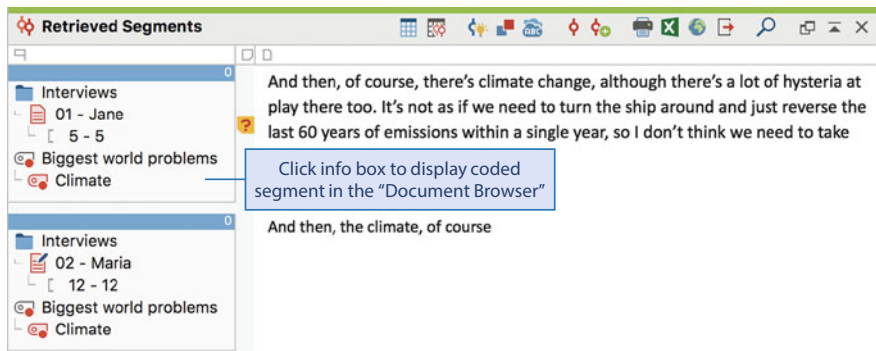 Retrieved Segments
ABC
0
Interviews
01 - Jane
5 - 5
Biggest world problems
Climate
And then, of course, there’s climate change, although there’s a lot of hysteria at
play there too. It’s not as if we need to turn the ship around and just reverse the
?
last 60 years of emissions within a single year, so I don’t think we need to take
Click info box to display coded
segment in the “Document Browser”
0
Interviews
02 - Maria
12 - 12
Biggest world problems
Climate
And then, the climate, of course